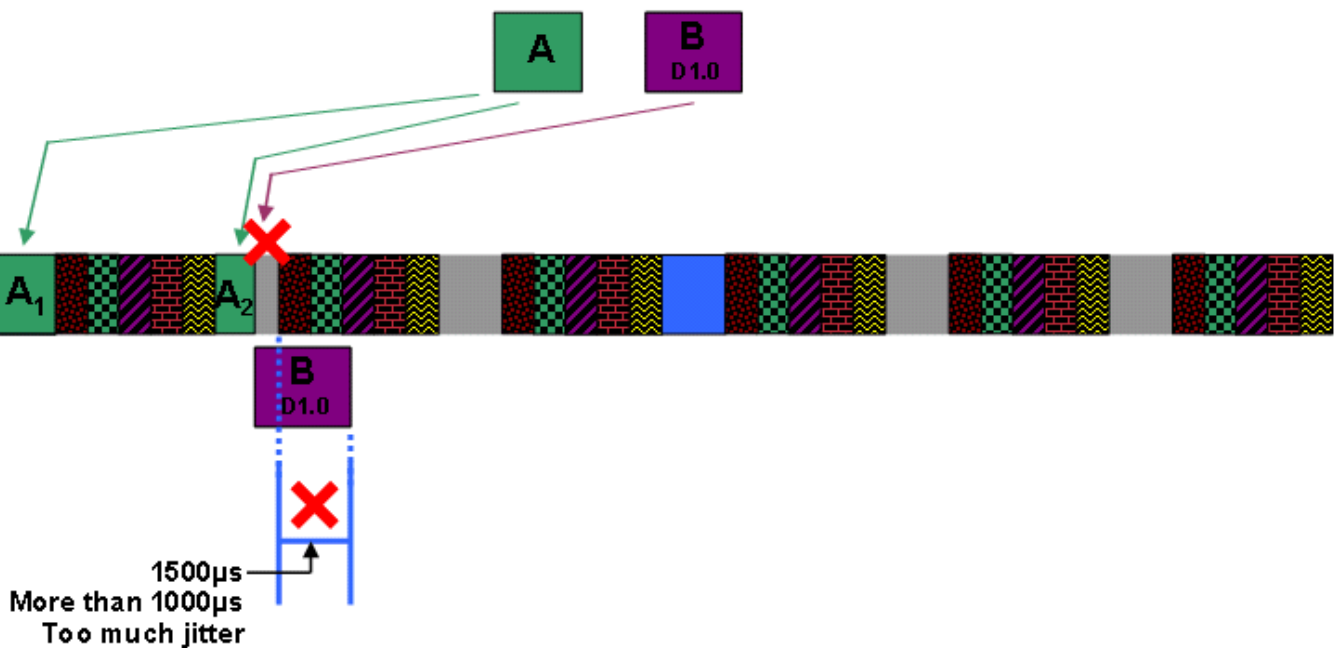 A
B
D1.0
A1
A2
B
D1.0
1500µs
More than 1000µs
Too much jitter